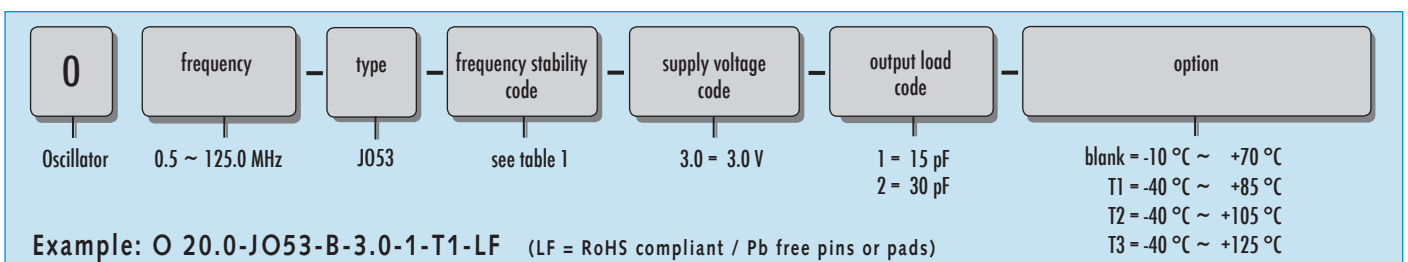 O
frequency
–
type
–
frequency stability
code
–
supply voltage
code
–
output load
code
–
option
Oscillator
0.5 ~ 125.0 MHz
JO53
see table 1
3.0 = 3.0 V
1 = 15 pF
2 = 30 pF
blank = -10 °C ~ +70 °C
T1 = -40 °C ~ +85 °C
T2 = -40 °C ~ +105 °C
T3 = -40 °C ~ +125 °C
Example: O 20.0-JO53-B-3.0-1-T1-LF (LF = RoHS compliant / Pb free pins or pads)